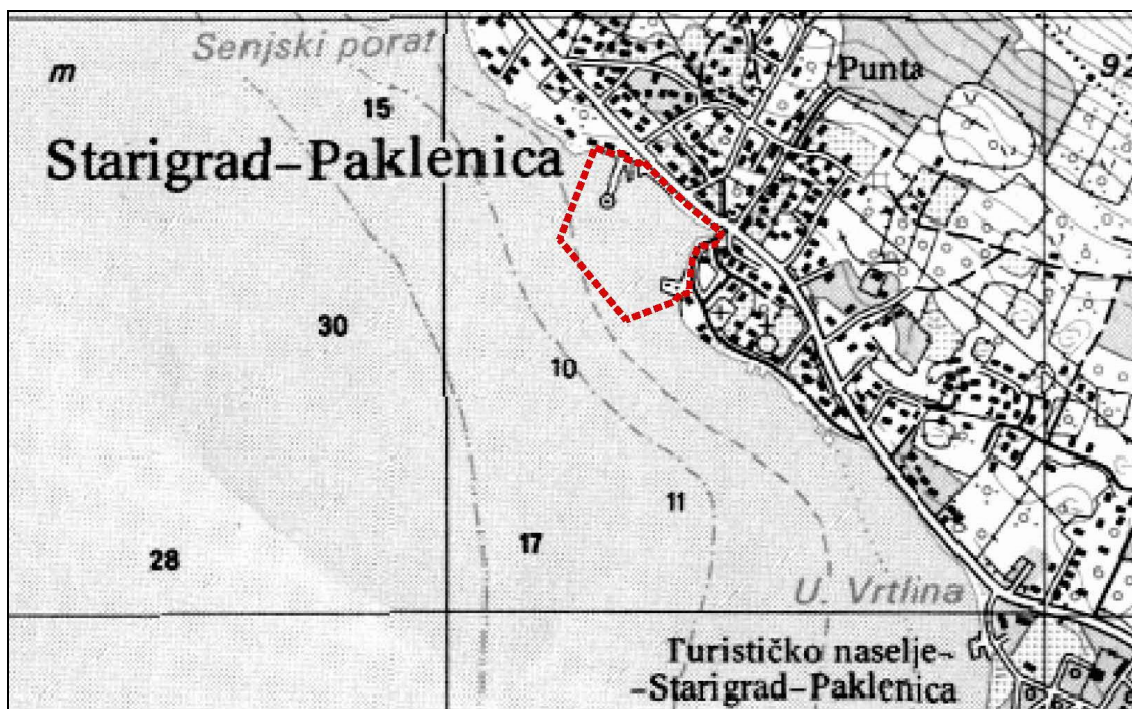 Senjski porat
m
15
Punta
92
Starigrad-Paklenica
30
10
11
17
28
U. Vrtlina
Turističko naselje-
-Starigrad-Paklenica